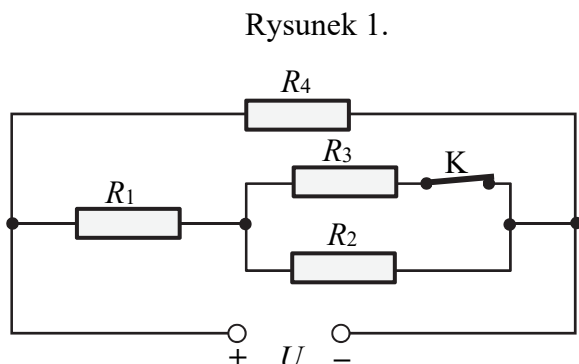 Rysunek 1.
R4
R3
K
R1
R2
+ U −